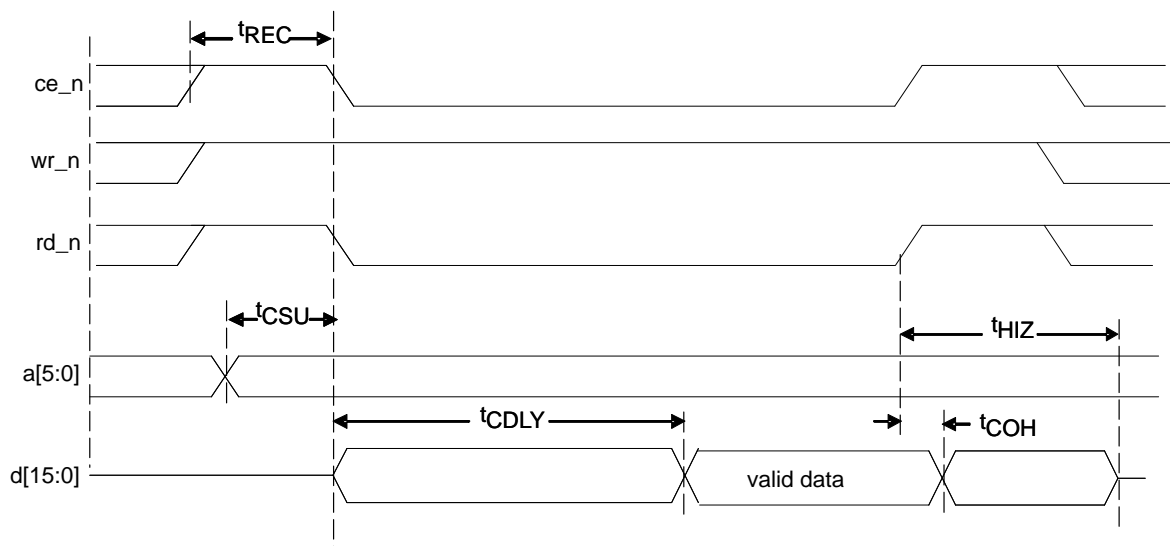 tREC
ce_n
wr_n
rd_n
tCSU
tHIZ
a[5:0]
tCDLY
tCOH
d[15:0]
valid data